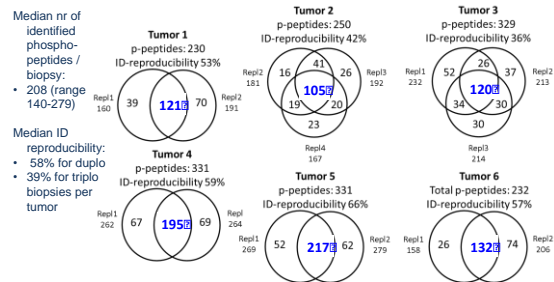 Median nr of
identified
phospho-
peptides /
biopsy:
• 208 (range
140-279)
Median ID
reproducibility:
• 58% for duplo
• 39% for triplo
biopsies per
tumor
Tumor 1
p-peptides: 230
ID-reproducibility 53%
Repl1
160
39
121
70
Repl2
191
Tumor 2
p-peptides: 250
ID-reproducibility 42%
Repl2
181
16
41
26
Repl3
192
105
19
20
23
Repl4
167
Tumor 3
p-peptides: 329
ID-reproducibility 36%
Repl1
232
52
26
37
Repl2
213
120
34
30
30
Repl3
214
Tumor 4
p-peptides: 331
ID-reproducibility 59%
Repl1
262
67
195
69
Repl
264
Tumor 5
p-peptides: 331
ID-reproducibility 66%
Repl1
269
52
217
62
Repl2
279
Tumor 6
Total p-peptides: 232
ID-reproducibility 57%
Repl1
158
26
132
74
Repl2
206